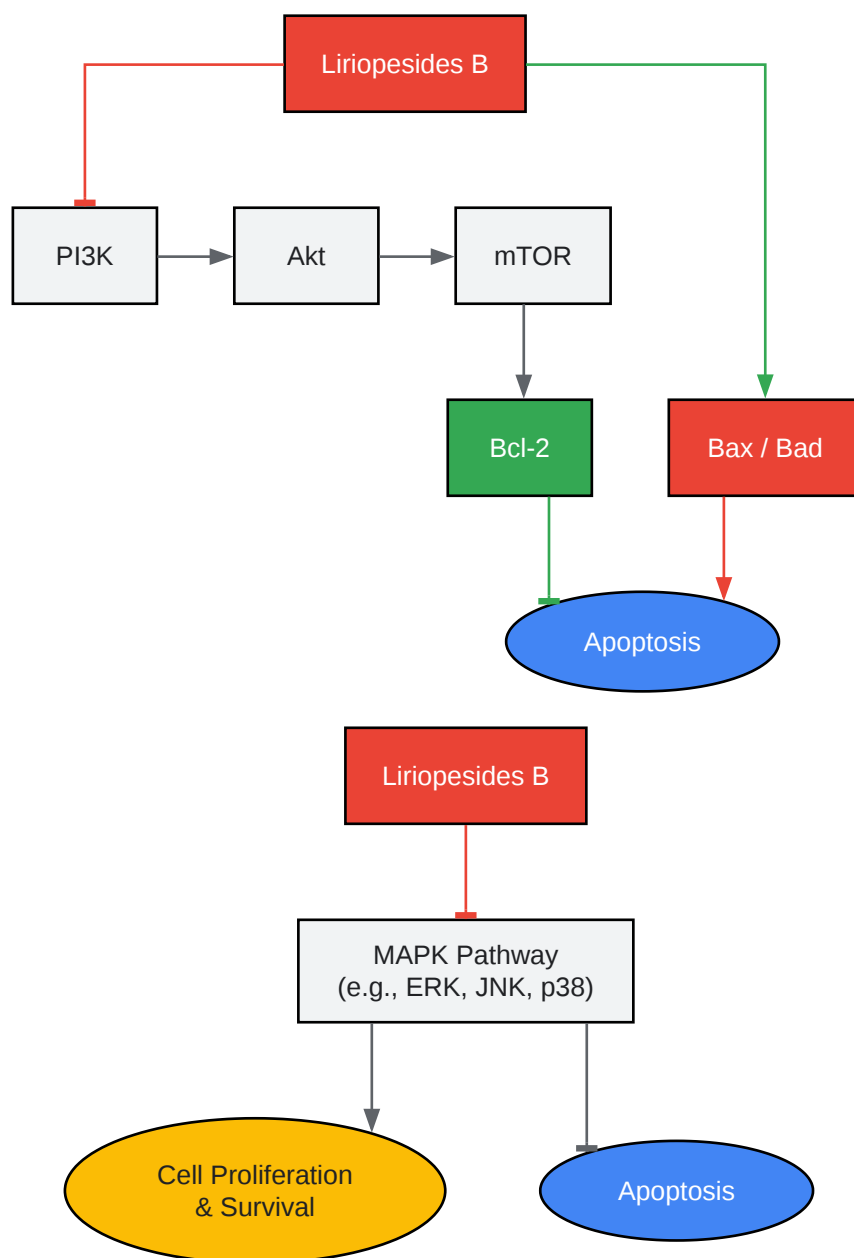 Liriopesides B
PI3K
Akt
mTOR
Bcl-2
Bax / Bad
Apoptosis
Liriopesides B
MAPK Pathway
(e.g., ERK, JNK, p38)
Cell Proliferation
& Survival
Apoptosis